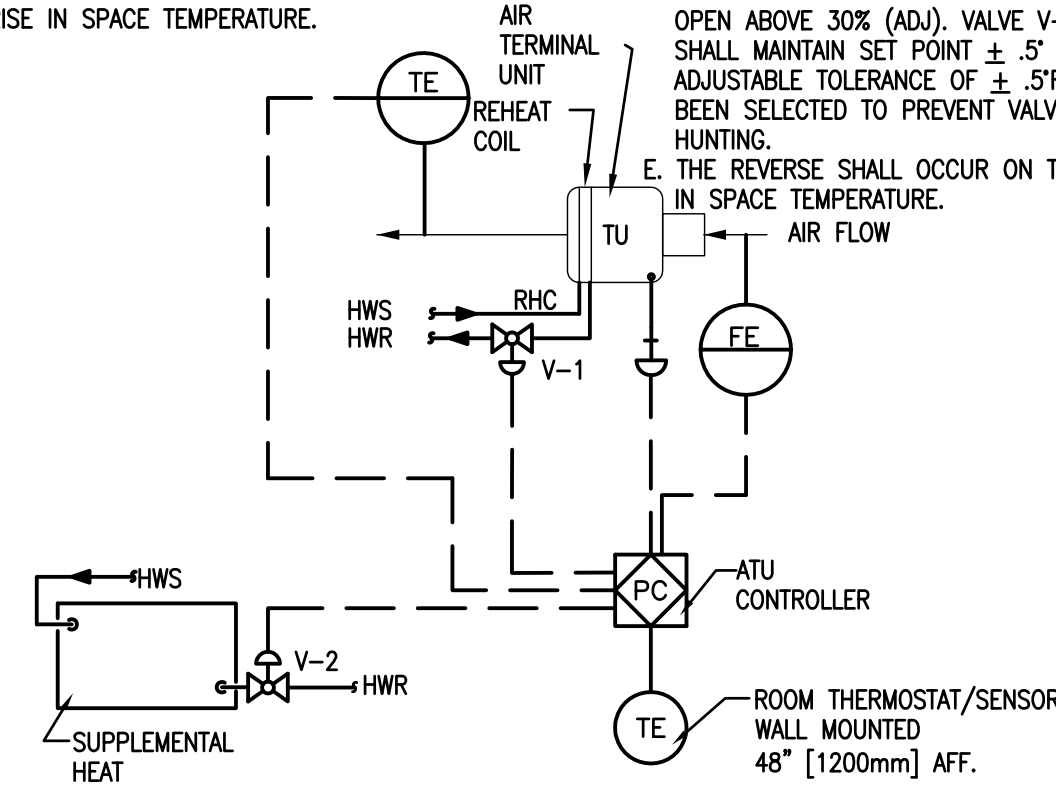 RISE IN SPACE TEMPERATURE.
OPEN ABOVE 30% (ADJ). VALVE V-
SHALL MAINTAIN SET POINT ± .5°
ADJUSTABLE TOLERANCE OF ± .5°F
BEEN SELECTED TO PREVENT VALV
HUNTING.
E. THE REVERSE SHALL OCCUR ON T
IN SPACE TEMPERATURE.
AIR
TERMINAL
UNIT
TE
REHEAT
COIL
TU
AIR FLOW
HWS
RHC
HWR
V-1
FE
HWS
PC
ATU
CONTROLLER
V-2
HWR
TE
ROOM THERMOSTAT/SENSOR
WALL MOUNTED
48" [1200mm] AFF.
SUPPLEMENTAL
HEAT